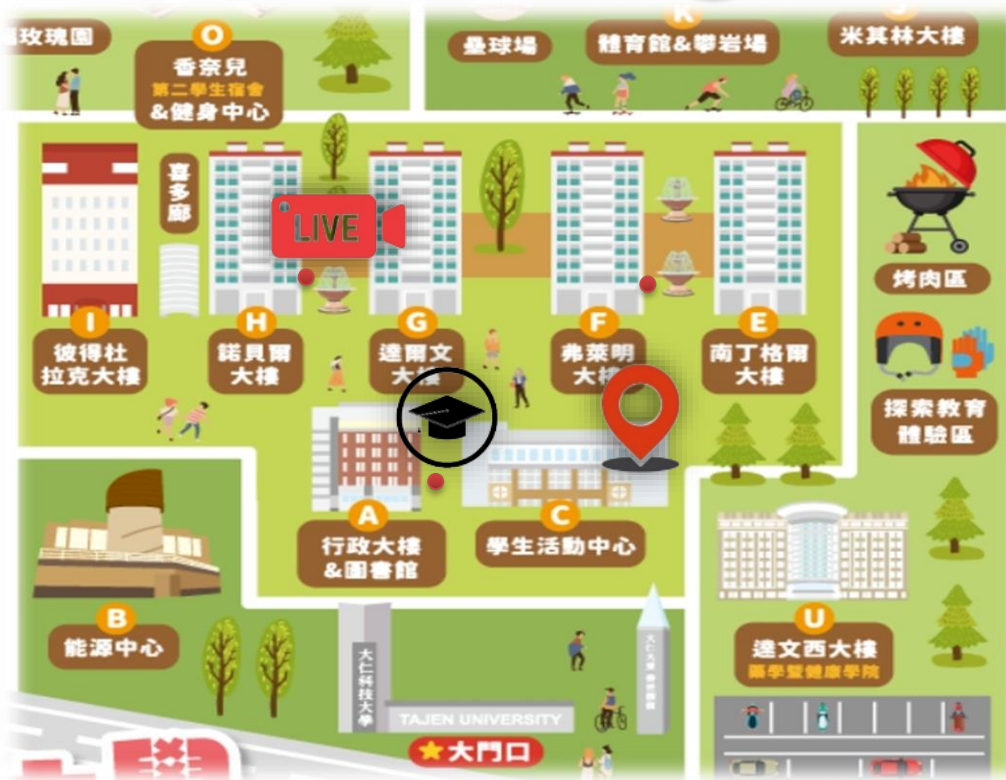 玫瑰園
O
香奈兒
第二學生宿舍
&健身中心
壘球場
K
體育館&攀岩場
米其林大樓
喜多廊
LIVE
烤肉區
I
彼得杜
拉克大樓
H
諾貝爾
大樓
G
達爾文
大樓
F
弗萊明
大樓
E
南丁格爾
大樓
探索教育
體驗區
A
行政大樓
&圖書館
C
學生活動中心
B
能源中心
U
達文西大樓
藥學暨健康學院
大仁科技大學
TAJEN UNIVERSITY
大門口